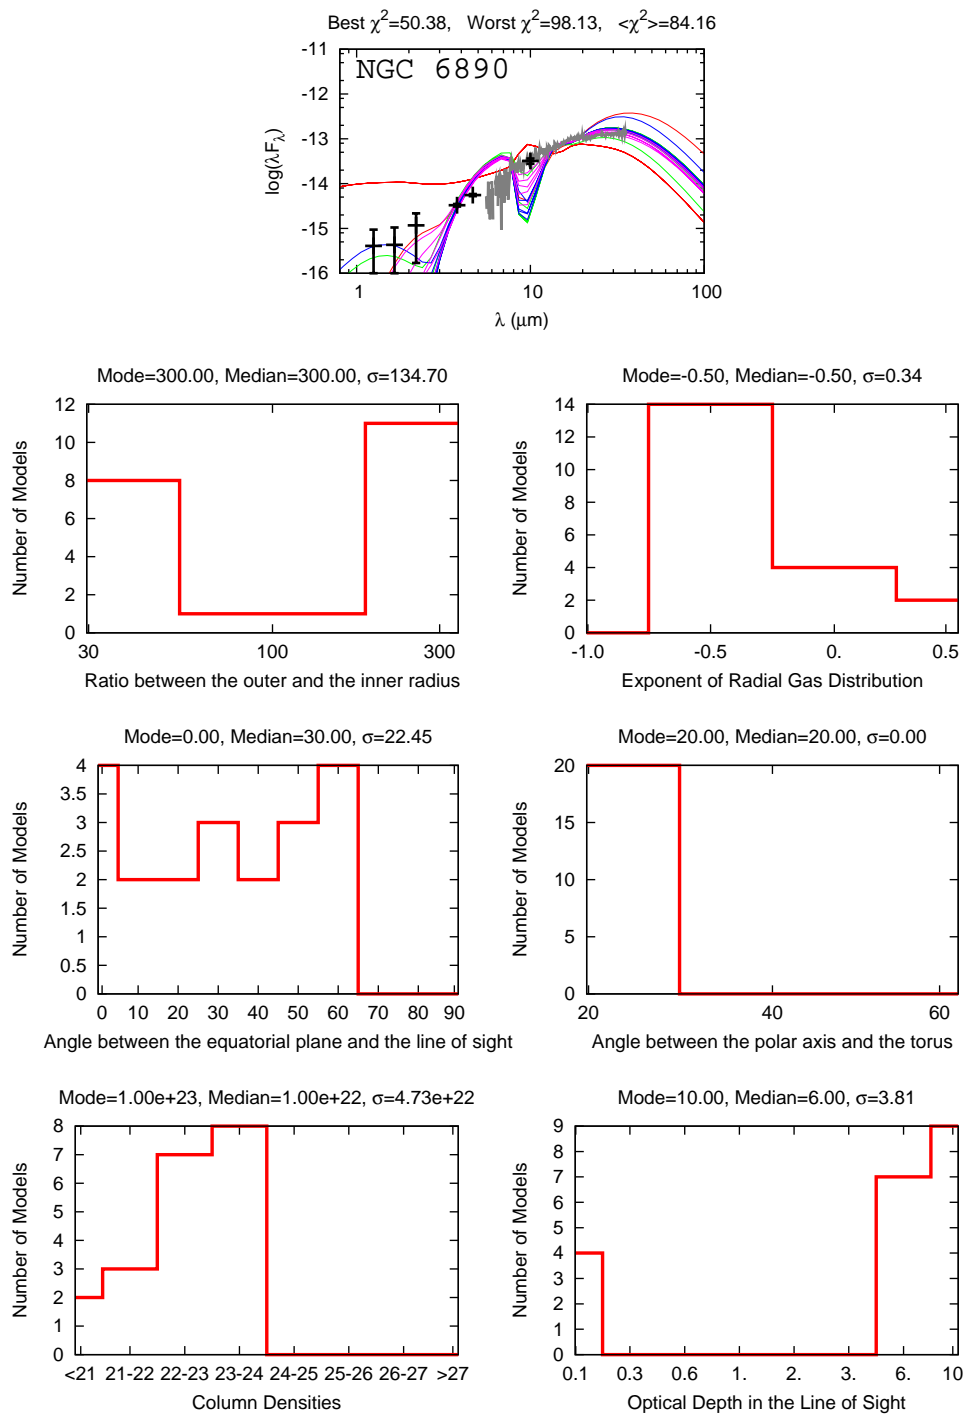 Best χ²=50.38, Worst χ²=98.13, <χ²>=84.16
NGC 6890
-11
-12
-13
-14
-15
-16
log(λFλ)
1 10 100
λ (μm)
Mode=300.00, Median=300.00, σ=134.70
12
10
8
6
4
2
0
Number of Models
30 100 300
Ratio between the outer and the inner radius
Mode=-0.50, Median=-0.50, σ=0.34
14
12
10
8
6
4
2
0
Number of Models
-1.0 -0.5 0. 0.5
Exponent of Radial Gas Distribution
Mode=0.00, Median=30.00, σ=22.45
4
3.5
3
2.5
2
1.5
1
0.5
0
Number of Models
0 10 20 30 40 50 60 70 80 90
Angle between the equatorial plane and the line of sight
Mode=20.00, Median=20.00, σ=0.00
20
15
10
5
0
Number of Models
20 40 60
Angle between the polar axis and the torus
Mode=1.00e+23, Median=1.00e+22, σ=4.73e+22
8
7
6
5
4
3
2
1
0
Number of Models
<21 21-22 22-23 23-24 24-25 25-26 26-27 >27
Column Densities
Mode=10.00, Median=6.00, σ=3.81
9
8
7
6
5
4
3
2
1
0
Number of Models
0.1 0.3 0.6 1. 2. 3. 6. 10
Optical Depth in the Line of Sight